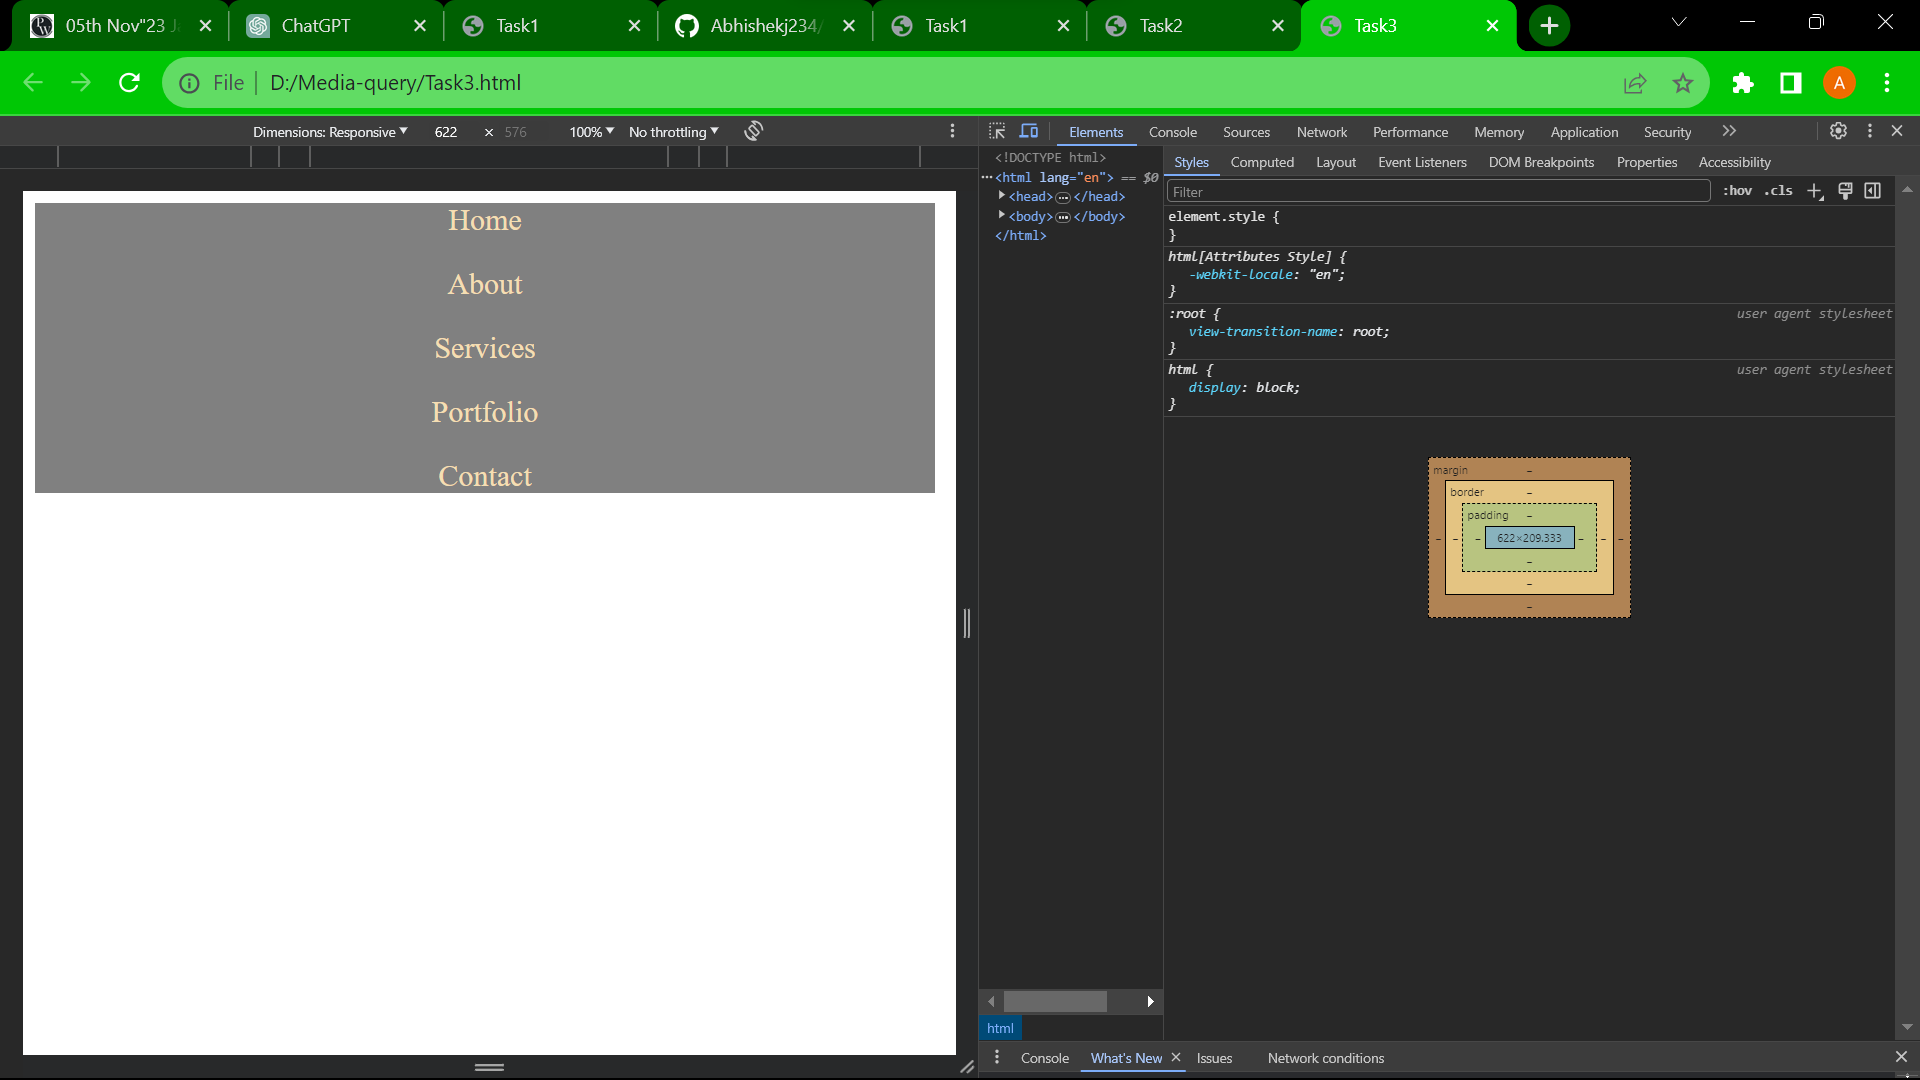 05th Nov"23 J
ChatGPT
Task1
Abhishekj234/
Task1
Task2
Task3
File
D:/Media-query/Task3.html
A
Dimensions: Responsive 622 × 576 100% No throttling
Elements Console Sources Network Performance Memory Application Security
Home
About
Services
Portfolio
Contact
<!DOCTYPE html>
<html lang="en"> == $0
<head> … </head>
<body> … </body>
</html>
Styles Computed Layout Event Listeners DOM Breakpoints Properties Accessibility
Filter :hov .cls
element.style {
}
html[Attributes Style] {
-webkit-locale: "en";
}
:root { user agent stylesheet
view-transition-name: root;
}
html { user agent stylesheet
display: block;
}
margin –
border –
padding –
– – – 622×209.333 – – –
–
–
–
html
Console What's New Issues Network conditions